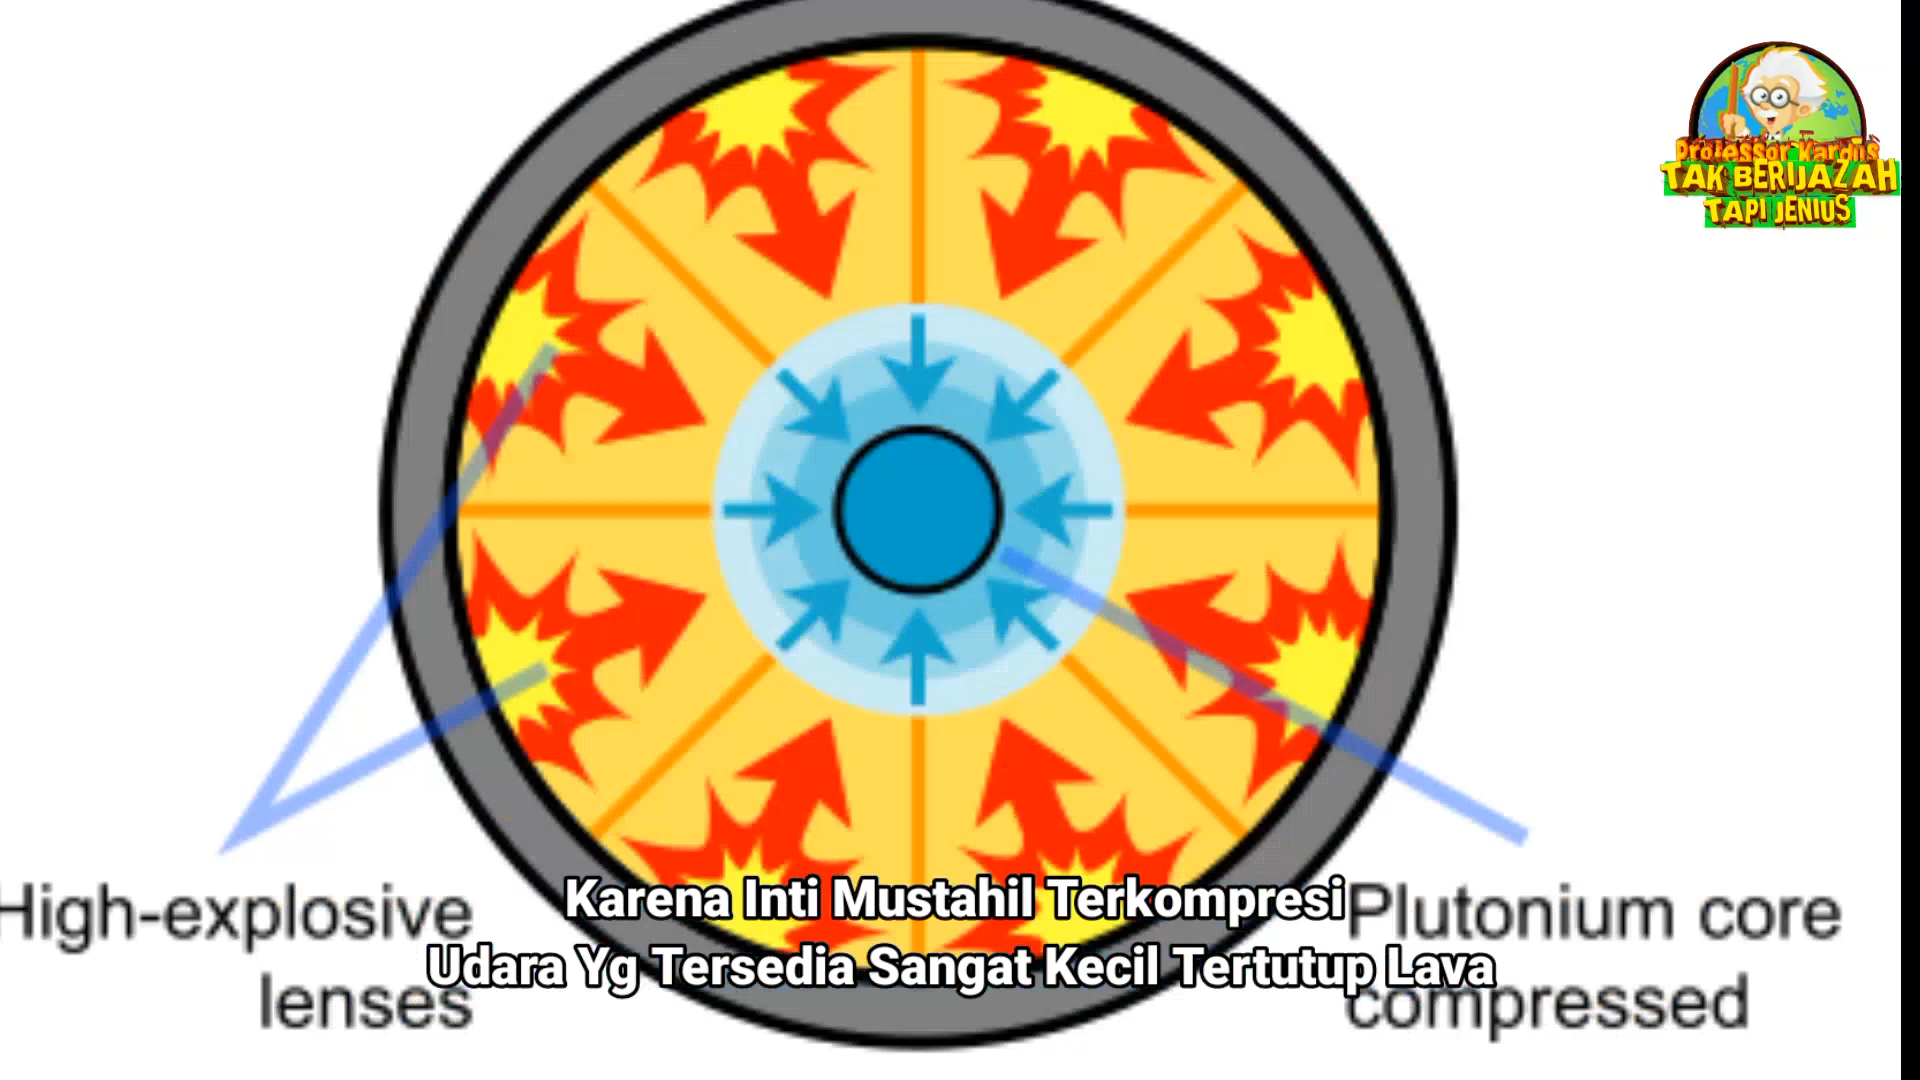 Professor Kardus
TAK BERIJAZAH
TAPI JENIUS
High-explosive
lenses
Plutonium core
compressed
Karena Inti Mustahil Terkompresi
Udara Yg Tersedia Sangat Kecil Tertutup Lava